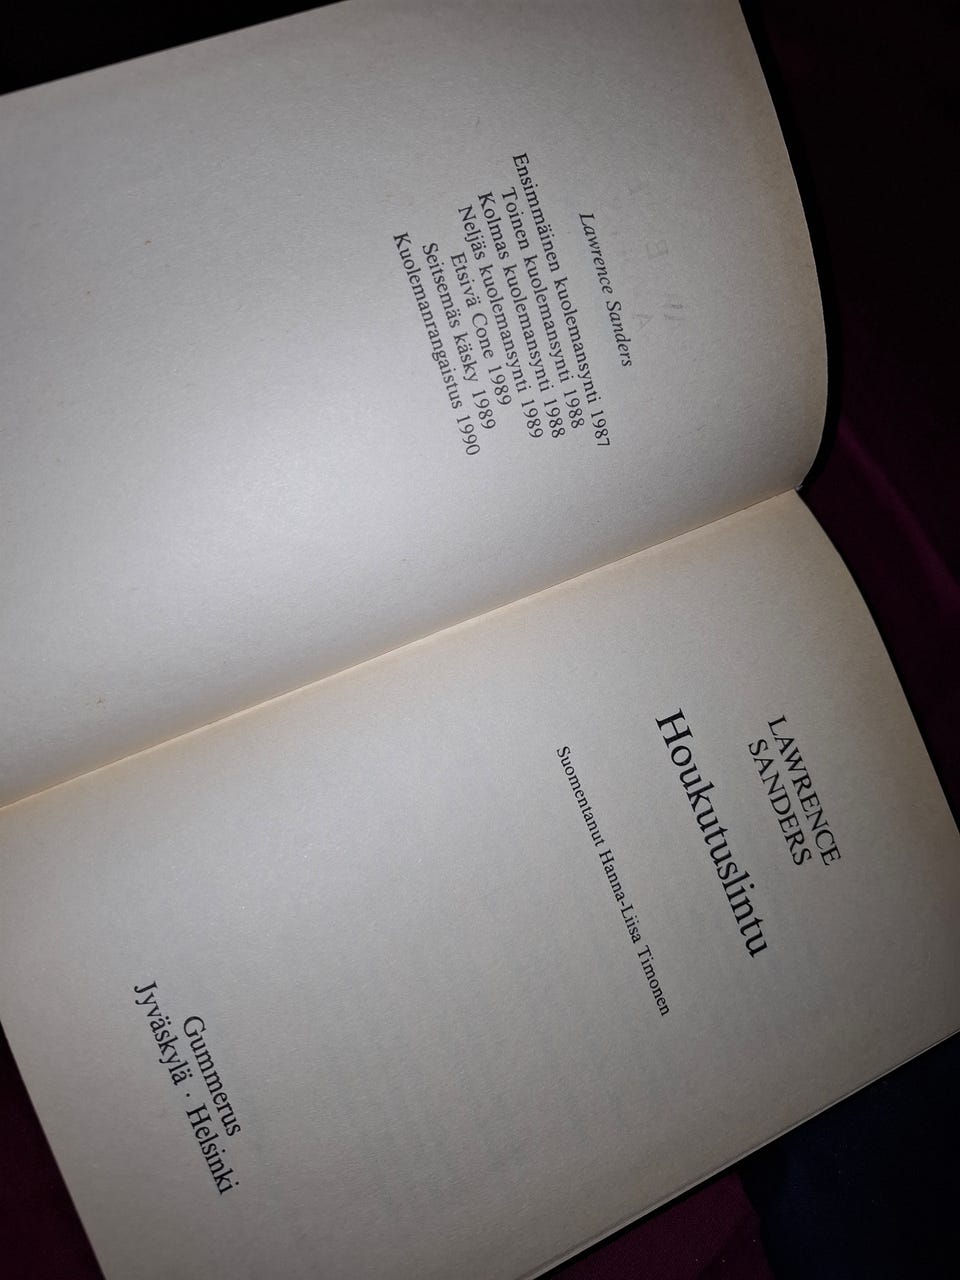 Lawrence Sanders
Ensimmäinen kuolemansynti 1987
Toinen kuolemansynti 1988
Kolmas kuolemansynti 1988
Neljäs kuolemansynti 1989
Etsivä Cone 1989
Seitsemäs käsky 1989
Kuolemanrangaistus 1990
LAWRENCE
SANDERS
Houkutuslintu
Suomentanut Hanna-Liisa Timonen
Gummerus
Jyväskylä · Helsinki